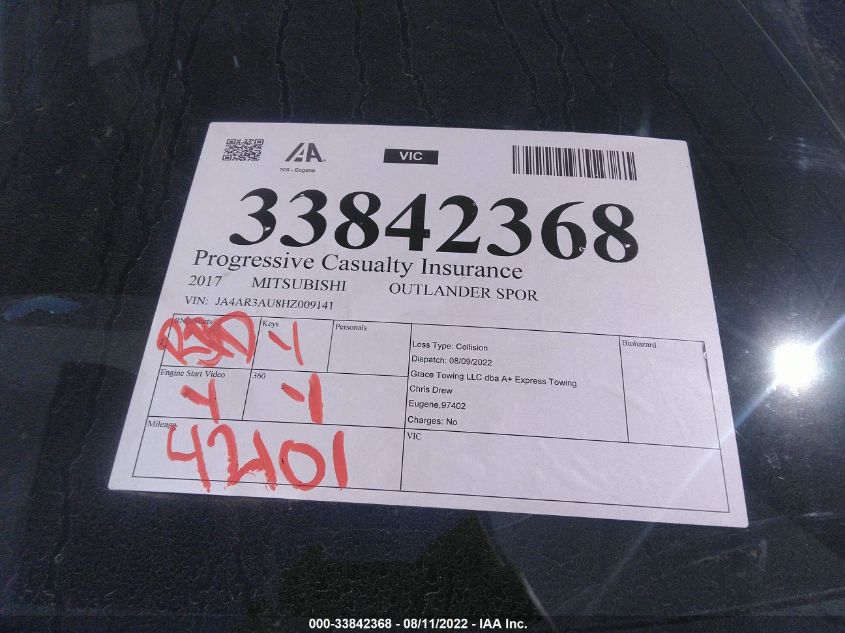 IAA
VIC
309 - Eugene
33842368
Progressive Casualty Insurance
2017 MITSUBISHI OUTLANDER SPOR
VIN: JA4AR3AU8HZ009141
Keys Y
Personals
Loss Type: Collision
Dispatch: 08/09/2022
Grace Towing LLC dba A+ Express Towing
Chris Drew
Eugene,97402
Charges: No
Biohazard
Engine Start Video Y
360 Y
Mileage
42101
VIC
000-33842368 - 08/11/2022 - IAA Inc.